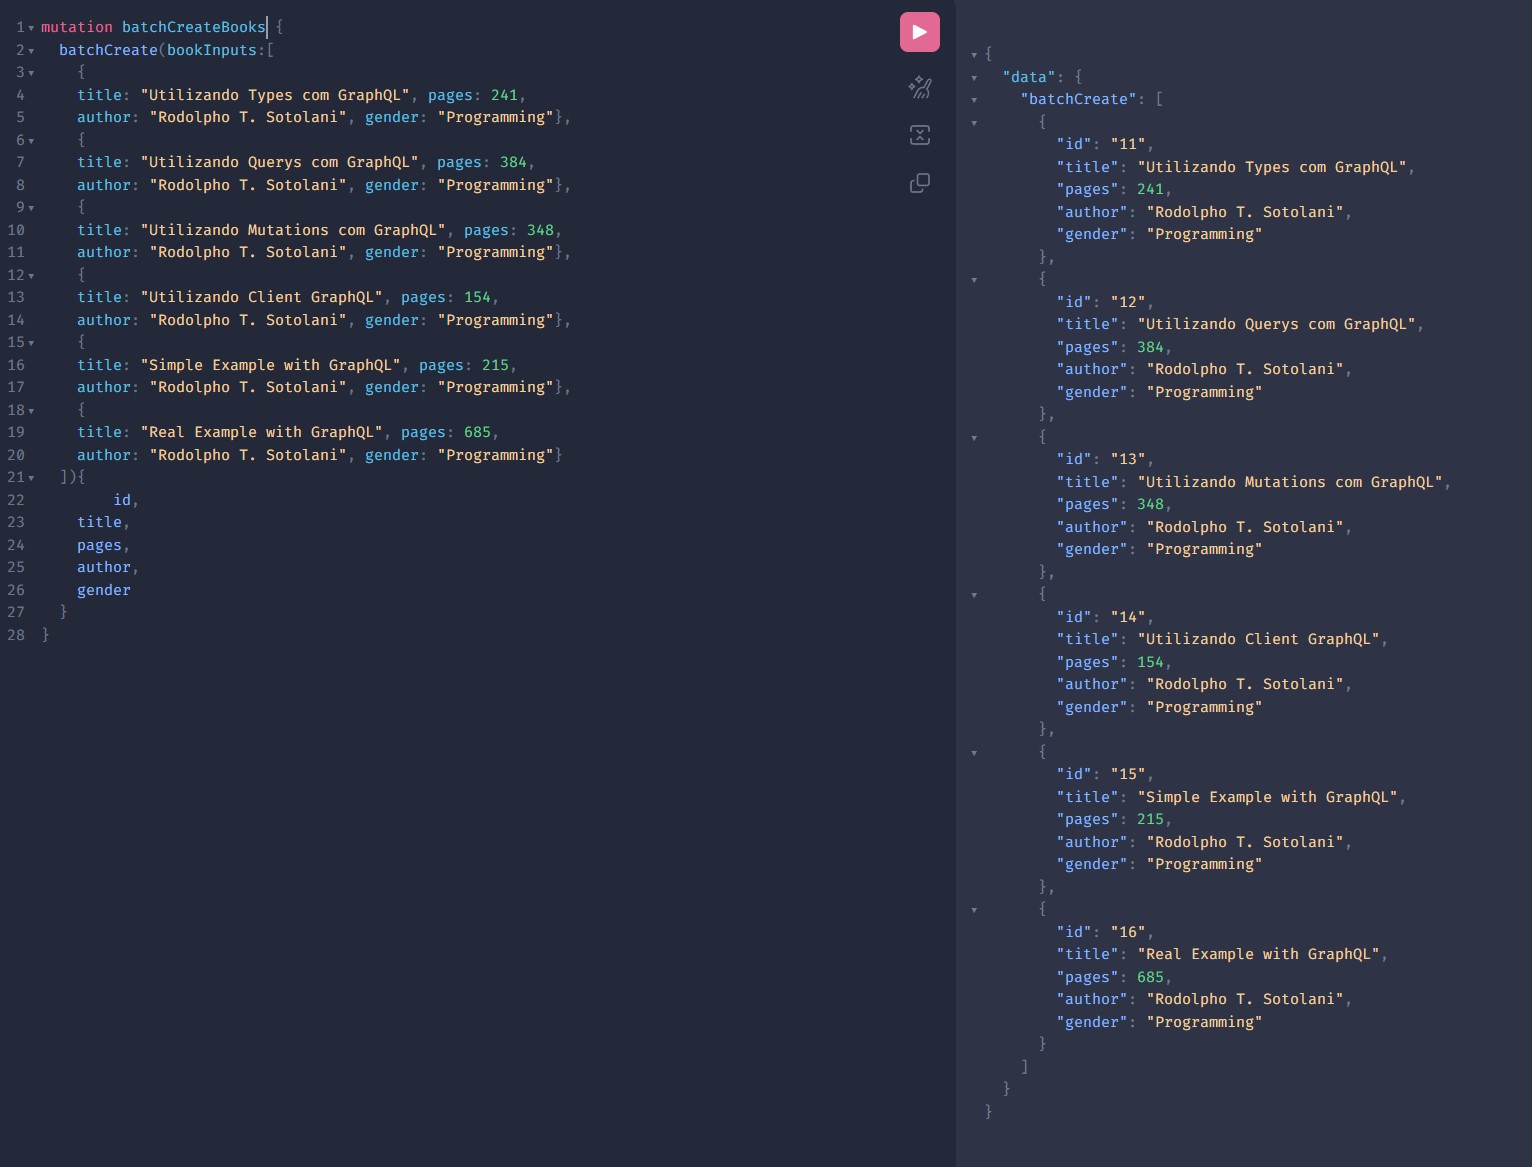 1 mutation batchCreateBooks {
2 batchCreate(bookInputs:[
3 {
4 title: "Utilizando Types com GraphQL", pages: 241,
5 author: "Rodolpho T. Sotolani", gender: "Programming"},
6 {
7 title: "Utilizando Querys com GraphQL", pages: 384,
8 author: "Rodolpho T. Sotolani", gender: "Programming"},
9 {
10 title: "Utilizando Mutations com GraphQL", pages: 348,
11 author: "Rodolpho T. Sotolani", gender: "Programming"},
12 {
13 title: "Utilizando Client GraphQL", pages: 154,
14 author: "Rodolpho T. Sotolani", gender: "Programming"},
15 {
16 title: "Simple Example with GraphQL", pages: 215,
17 author: "Rodolpho T. Sotolani", gender: "Programming"},
18 {
19 title: "Real Example with GraphQL", pages: 685,
20 author: "Rodolpho T. Sotolani", gender: "Programming"}
21 ]){
22 id,
23 title,
24 pages,
25 author,
26 gender
27 }
28 }
{
"data": {
"batchCreate": [
{
"id": "11",
"title": "Utilizando Types com GraphQL",
"pages": 241,
"author": "Rodolpho T. Sotolani",
"gender": "Programming"
},
{
"id": "12",
"title": "Utilizando Querys com GraphQL",
"pages": 384,
"author": "Rodolpho T. Sotolani",
"gender": "Programming"
},
{
"id": "13",
"title": "Utilizando Mutations com GraphQL",
"pages": 348,
"author": "Rodolpho T. Sotolani",
"gender": "Programming"
},
{
"id": "14",
"title": "Utilizando Client GraphQL",
"pages": 154,
"author": "Rodolpho T. Sotolani",
"gender": "Programming"
},
{
"id": "15",
"title": "Simple Example with GraphQL",
"pages": 215,
"author": "Rodolpho T. Sotolani",
"gender": "Programming"
},
{
"id": "16",
"title": "Real Example with GraphQL",
"pages": 685,
"author": "Rodolpho T. Sotolani",
"gender": "Programming"
}
]
}
}